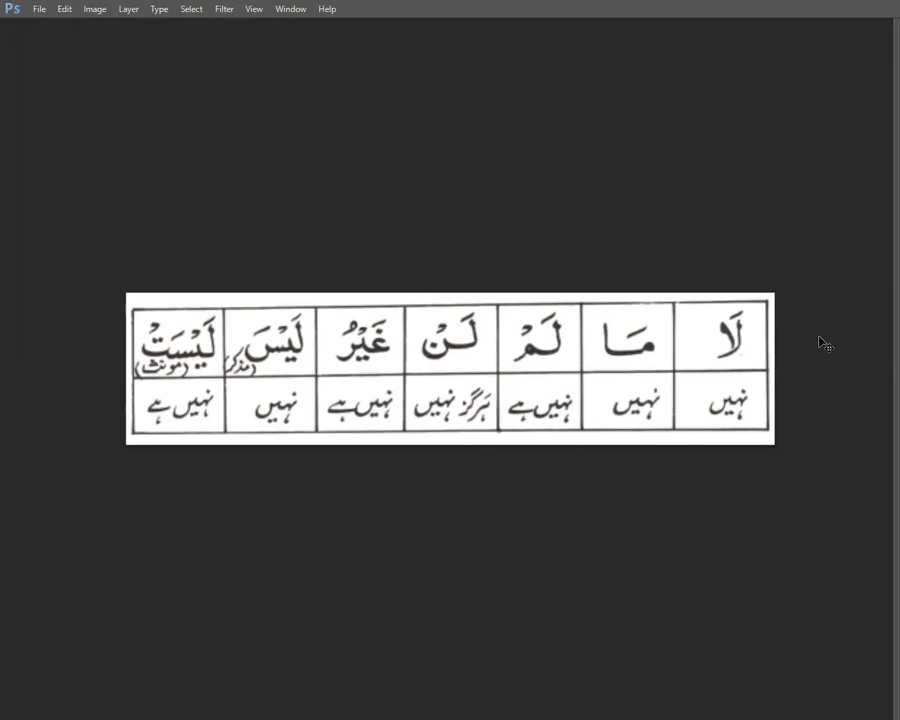 Ps File Edit Image Layer Type Select Filter View Window Help
لَا مَا لَمْ لَنْ غَيْرُ لَيْسَ (مذکر) لَيْسَتْ (مونث)
نہیں نہیں نہیں ہے ہرگز نہیں نہیں ہے نہیں نہیں ہے